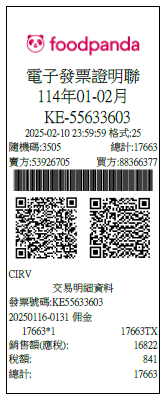 foodpanda
電子發票證明聯
114年01-02月
KE-55633603
2025-02-10 23:59:59 格式:25
隨機碼:3505 總計:17663
賣方:53926705 買方:88366377
CIRV
交易明細資料
發票號碼:KE55633603
20250116-0131 佣金
17663*1 17663TX
銷售額(應稅): 16822
稅額: 841
總計: 17663